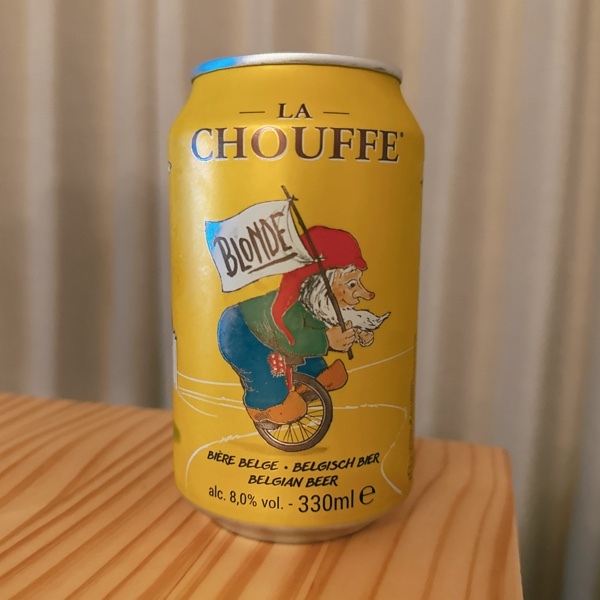 — LA —
CHOUFFE®
BLONDE
BIÈRE BELGE • BELGISCH BIER
BELGIAN BEER
alc. 8,0% vol. - 330ml e